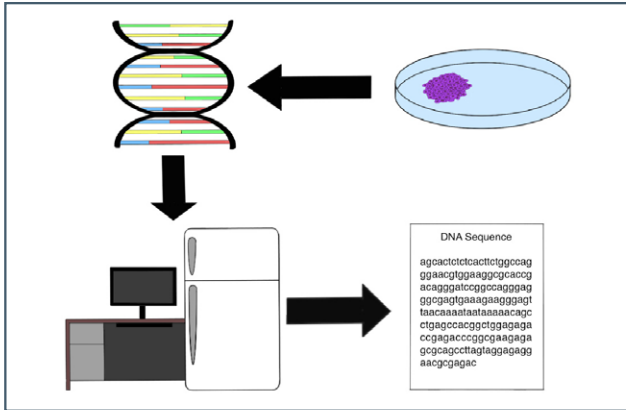 DNA Sequence
agcactctctcacttctggccag
ggaacgtggaaggcgcaccg
acagggatccggccagggag
ggcgagtgaaagaagggagt
taacaaaataataaaaacagc
ctgagccacggctggagaga
ccgagacccggcgaagaga
gcgcagccttagtaggagagg
aacgcgagac